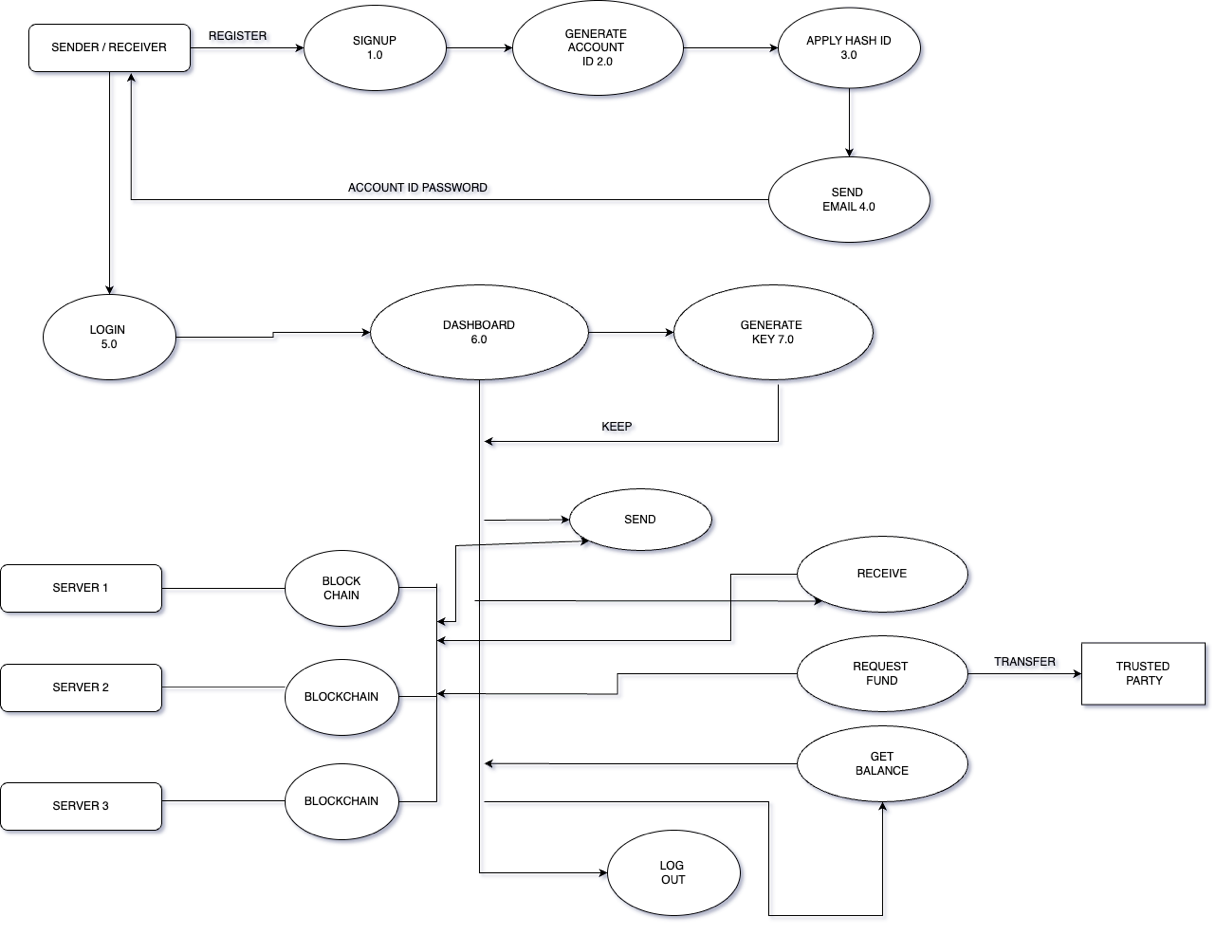 SENDER / RECEIVER
REGISTER
SIGNUP
1.0
GENERATE
ACCOUNT
ID 2.0
APPLY HASH ID
3.0
ACCOUNT ID PASSWORD
SEND
EMAIL 4.0
LOGIN
5.0
DASHBOARD
6.0
GENERATE
KEY 7.0
KEEP
SEND
SERVER 1
BLOCK
CHAIN
RECEIVE
SERVER 2
BLOCKCHAIN
REQUEST
FUND
TRANSFER
TRUSTED
PARTY
GET
BALANCE
SERVER 3
BLOCKCHAIN
LOG
OUT